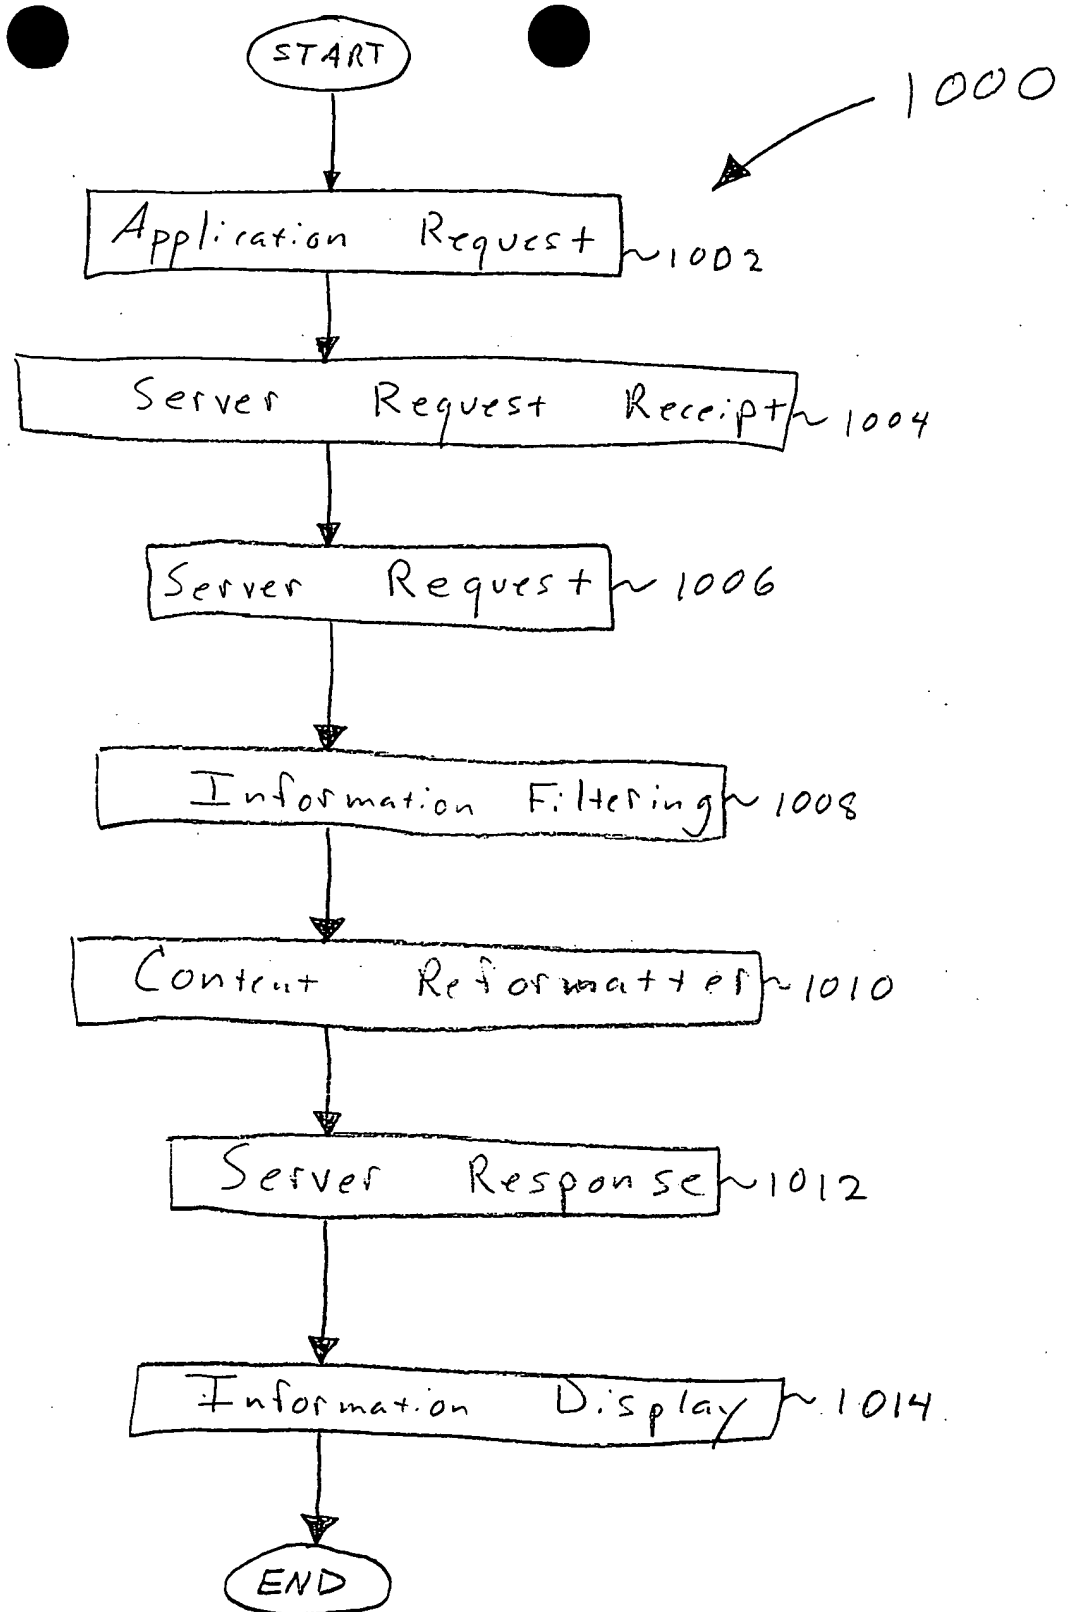 START
1000
Application Request ~1002
Server Request Receipt ~1004
Server Request ~1006
Information Filtering ~1008
Content Reformatter ~1010
Server Response ~1012
Information Display ~1014
END